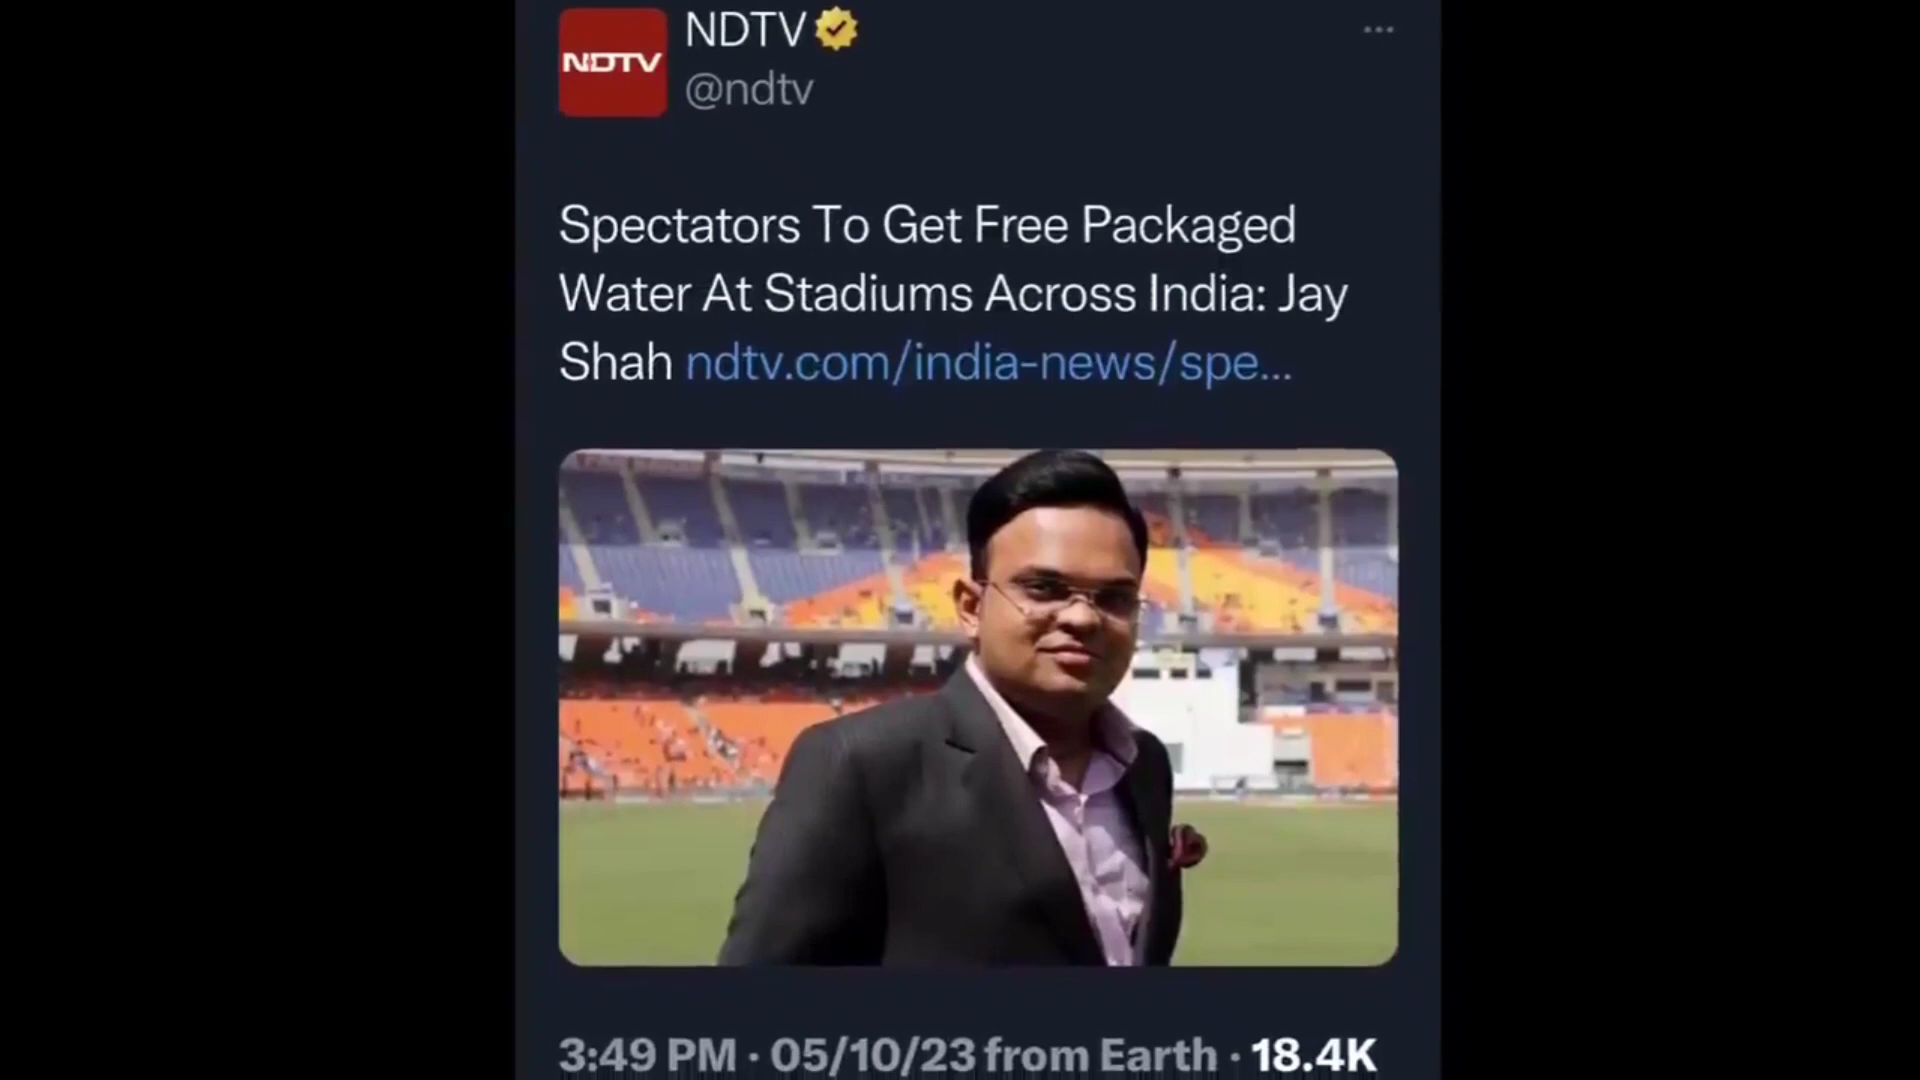 NDTV
NDTV
@ndtv
Spectators To Get Free Packaged
Water At Stadiums Across India: Jay
Shah ndtv.com/india-news/spe...
3:49 PM · 05/10/23 from Earth · 18.4K